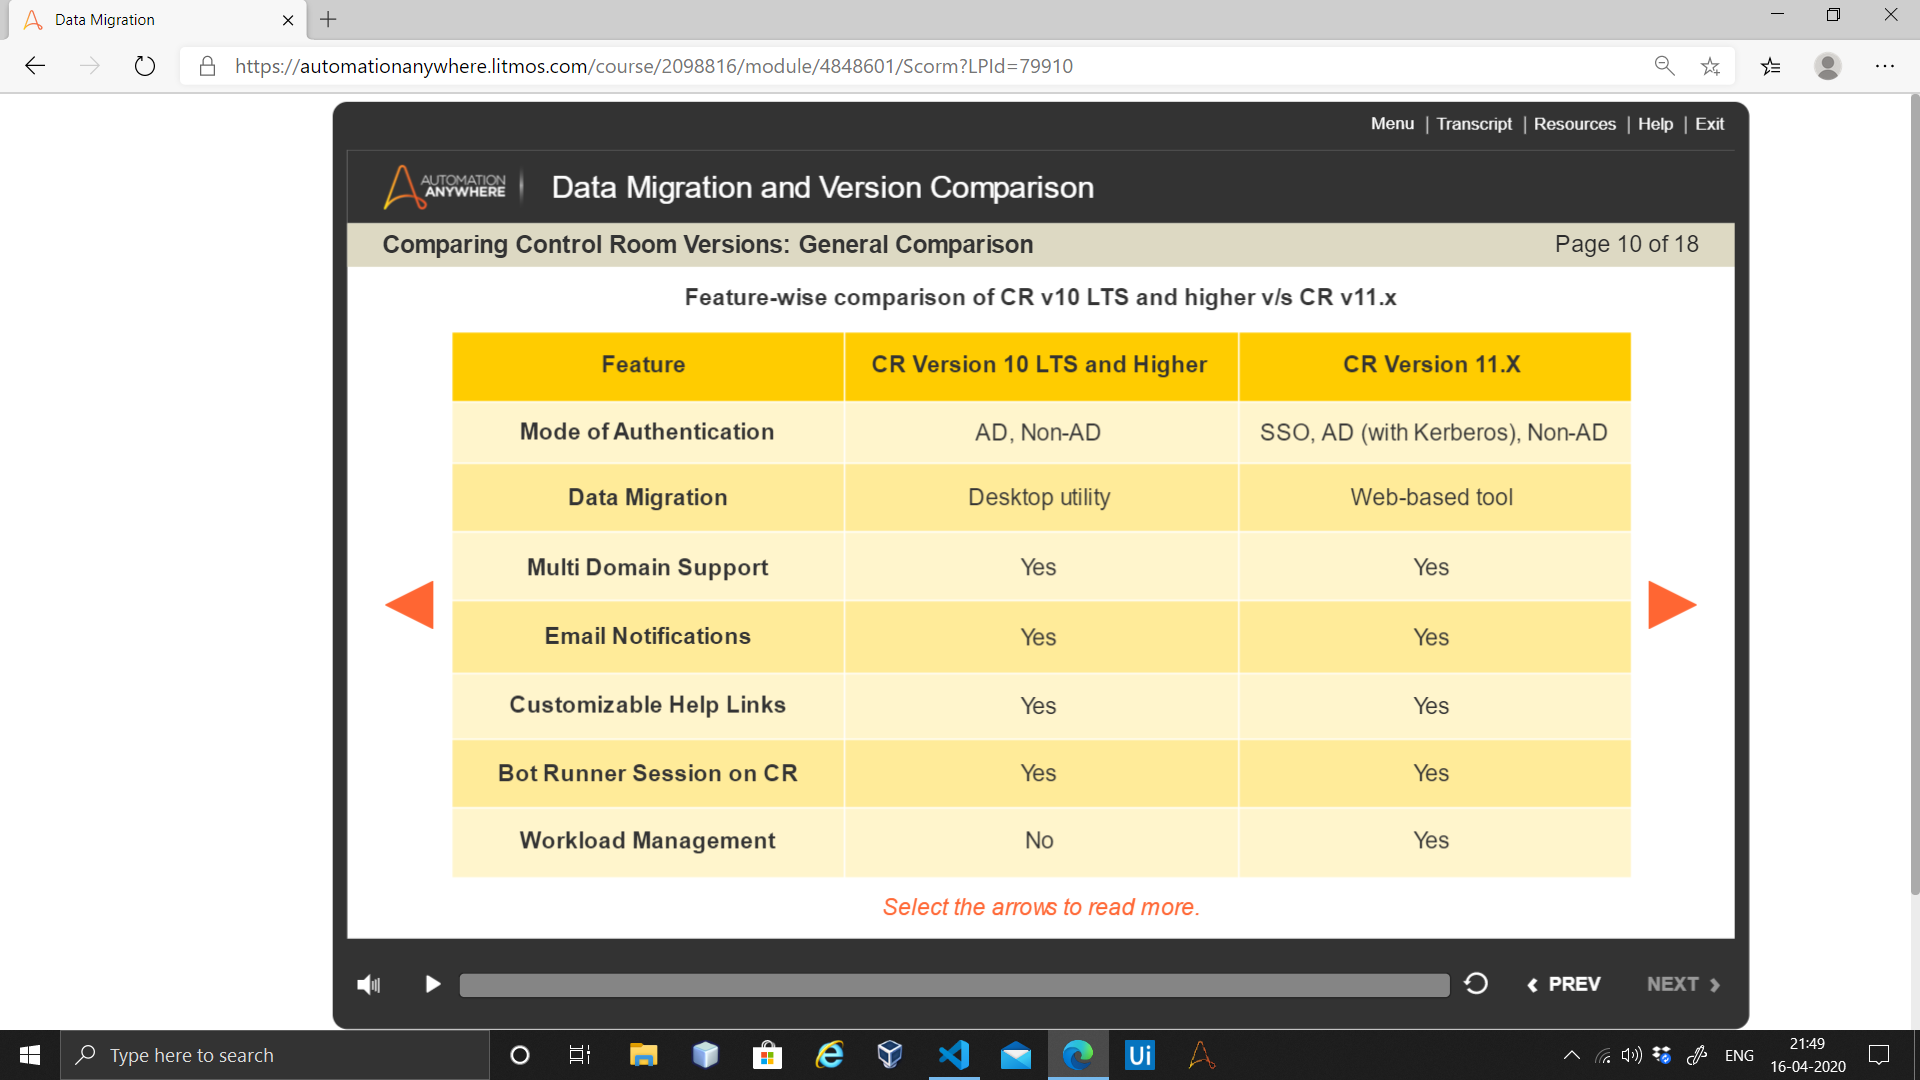 Data Migration
https://automationanywhere.litmos.com/course/2098816/module/4848601/Scorm?LPId=79910
Menu | Transcript | Resources | Help | Exit
AUTOMATION
ANYWHERE
Data Migration and Version Comparison
Comparing Control Room Versions: General Comparison Page 10 of 18
Feature-wise comparison of CR v10 LTS and higher v/s CR v11.x
Feature CR Version 10 LTS and Higher CR Version 11.X
Mode of Authentication AD, Non-AD SSO, AD (with Kerberos), Non-AD
Data Migration Desktop utility Web-based tool
Multi Domain Support Yes Yes
Email Notifications Yes Yes
Customizable Help Links Yes Yes
Bot Runner Session on CR Yes Yes
Workload Management No Yes
Select the arrows to read more.
PREV NEXT
Type here to search
Ui
ENG
21:49
16-04-2020